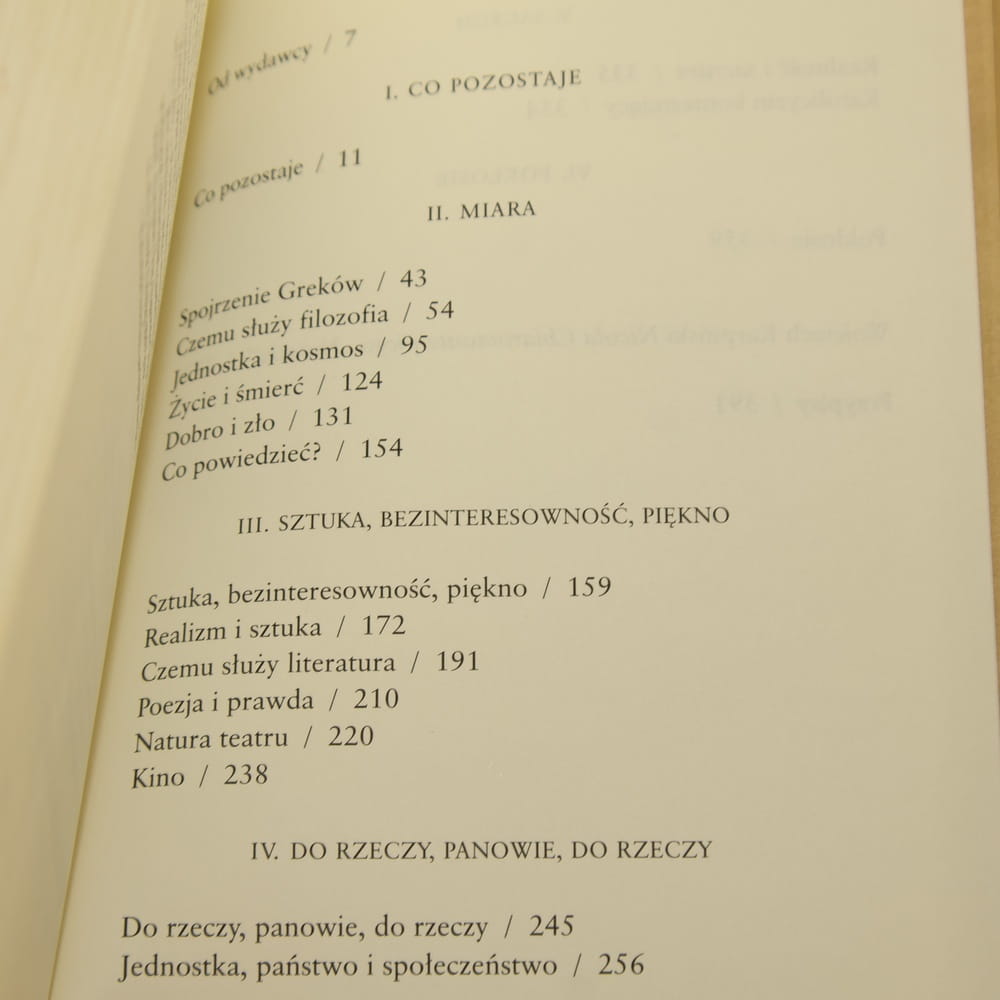 Od wydawcy / 7
I. CO POZOSTAJE
Co pozostaje / 11
II. MIARA
Spojrzenie Greków / 43
Czemu służy filozofia / 54
Jednostka i kosmos / 95
Życie i śmierć / 124
Dobro i zło / 131
Co powiedzieć? / 154
III. SZTUKA, BEZINTERESOWNOŚĆ, PIĘKNO
Sztuka, bezinteresowność, piękno / 159
Realizm i sztuka / 172
Czemu służy literatura / 191
Poezja i prawda / 210
Natura teatru / 220
Kino / 238
IV. DO RZECZY, PANOWIE, DO RZECZY
Do rzeczy, panowie, do rzeczy / 245
Jednostka, państwo i społeczeństwo / 256